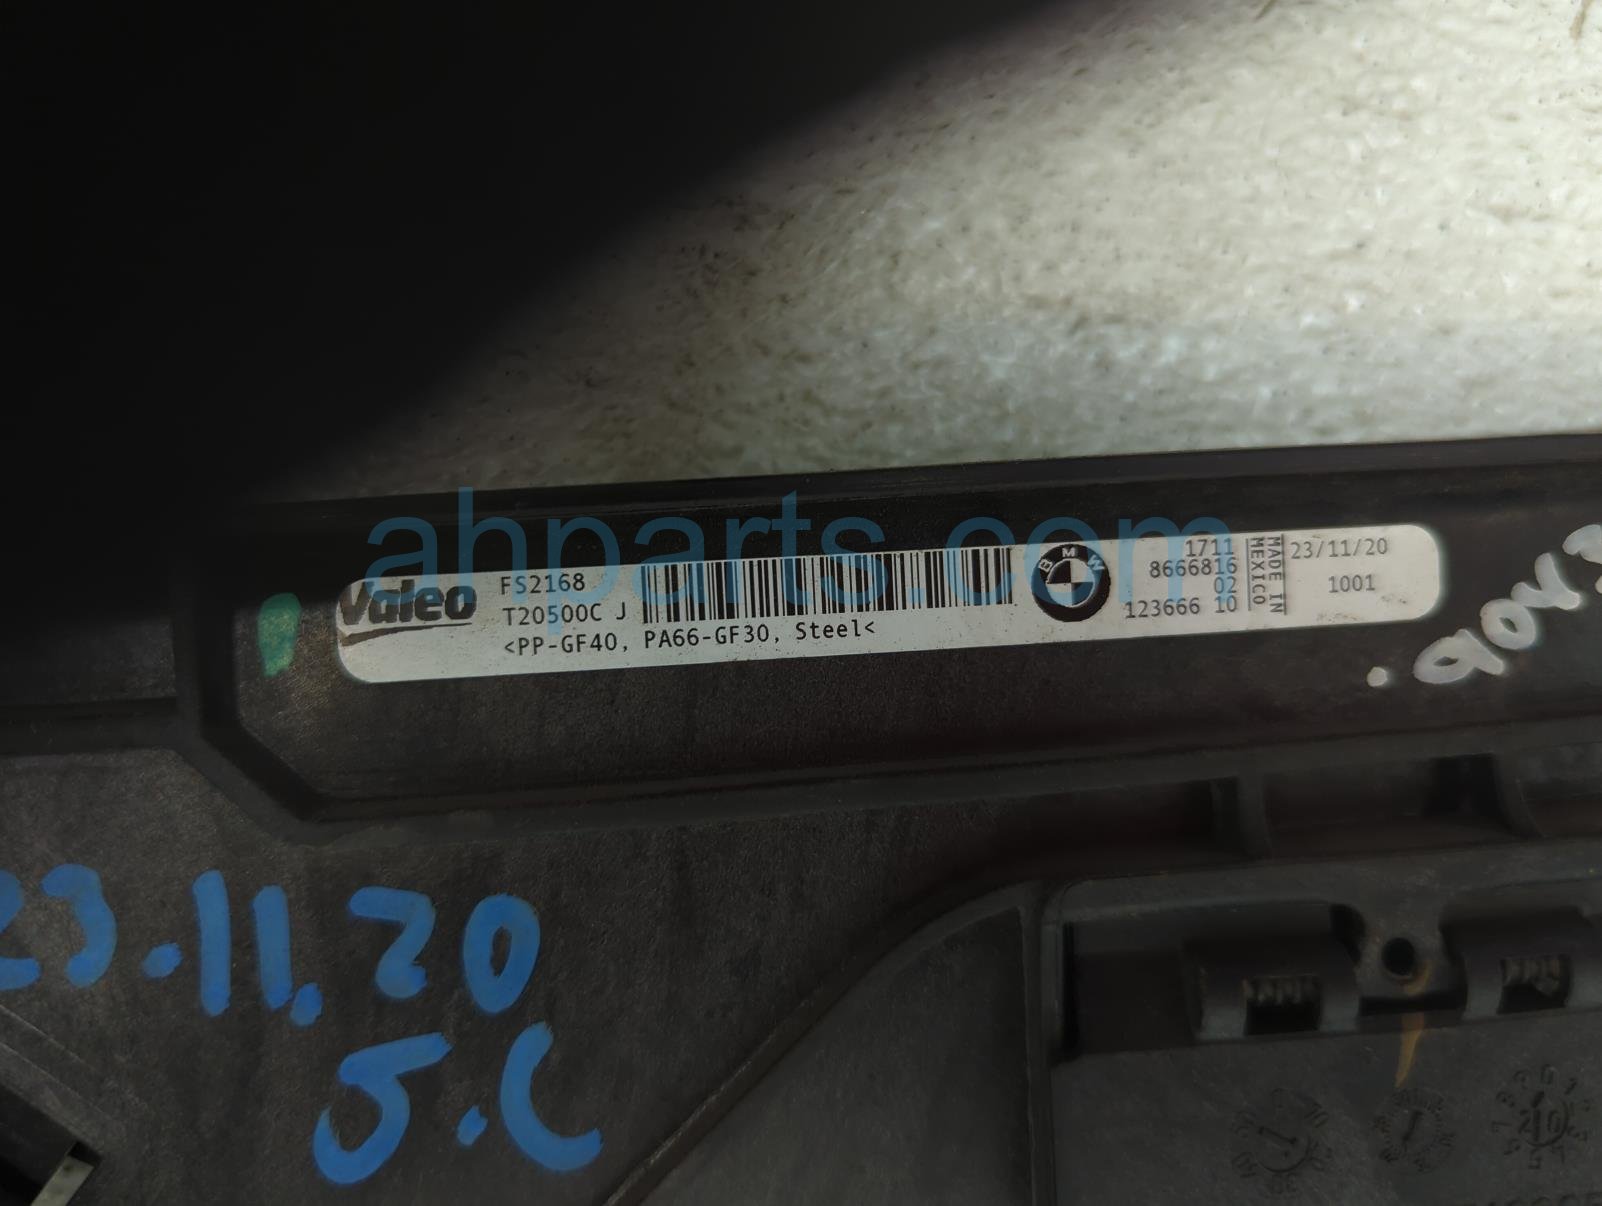 ahparts.com
Valeo
FS2168
T20500C J
<PP-GF40, PA66-GF30, Steel<
BMW
1711
8666816
02
123666 10
MADE IN
MEXICO
23/11/20
1001
23.11.20
5.C